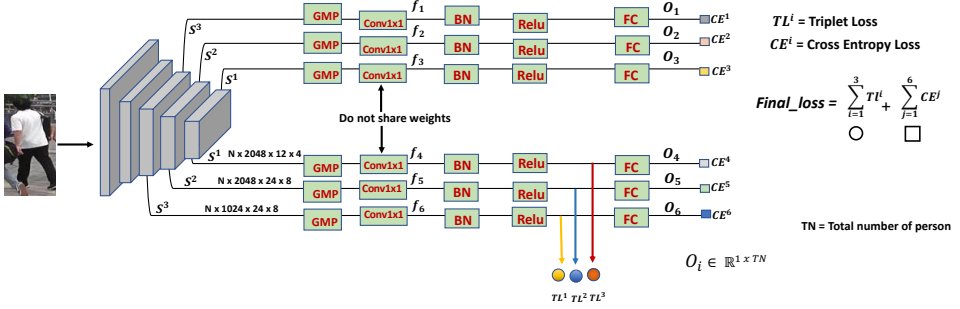 S³ GMP Conv1x1 f₁ BN Relu FC O₁ CE¹
S² GMP Conv1x1 f₂ BN Relu FC O₂ CE²
S¹ GMP Conv1x1 f₃ BN Relu FC O₃ CE³
Do not share weights
S¹ N x 2048 x 12 x 4 GMP Conv1x1 f₄ BN Relu FC O₄ CE⁴
S² N x 2048 x 24 x 8 GMP Conv1x1 f₅ BN Relu FC O₅ CE⁵
S³ N x 1024 x 24 x 8 GMP Conv1x1 f₆ BN Relu FC O₆ CE⁶
TL¹ TL² TL³
TLⁱ = Triplet Loss
CEⁱ = Cross Entropy Loss
Final_loss = ∑³ᵢ₌₁ Tlⁱ + ∑⁶ⱼ₌₁ CEʲ
TN = Total number of person
Oᵢ ∈ ℝ¹ ˣ ᵀᴺ